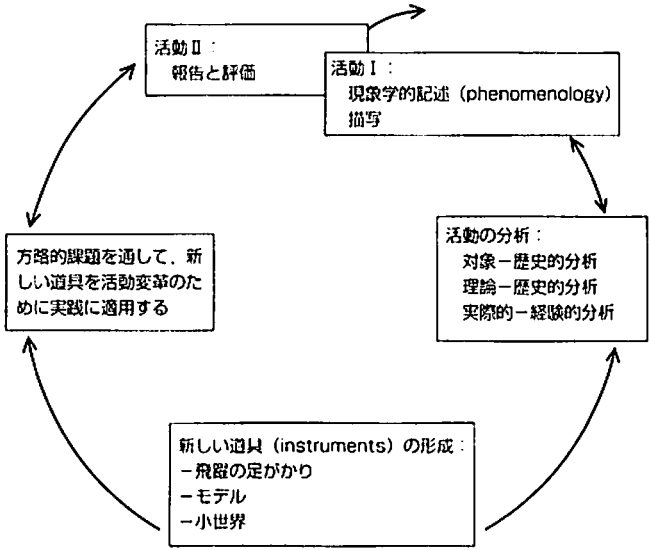 活動Ⅱ：
報告と評価
活動Ⅰ：
現象学的記述（phenomenology）
描写
方略的課題を通して、新
しい道具を活動変革のた
めに実践に適用する
活動の分析：
対象－歴史的分析
理論－歴史的分析
実際的－経験的分析
新しい道具（instruments）の形成：
－飛躍の足がかり
－モデル
－小世界